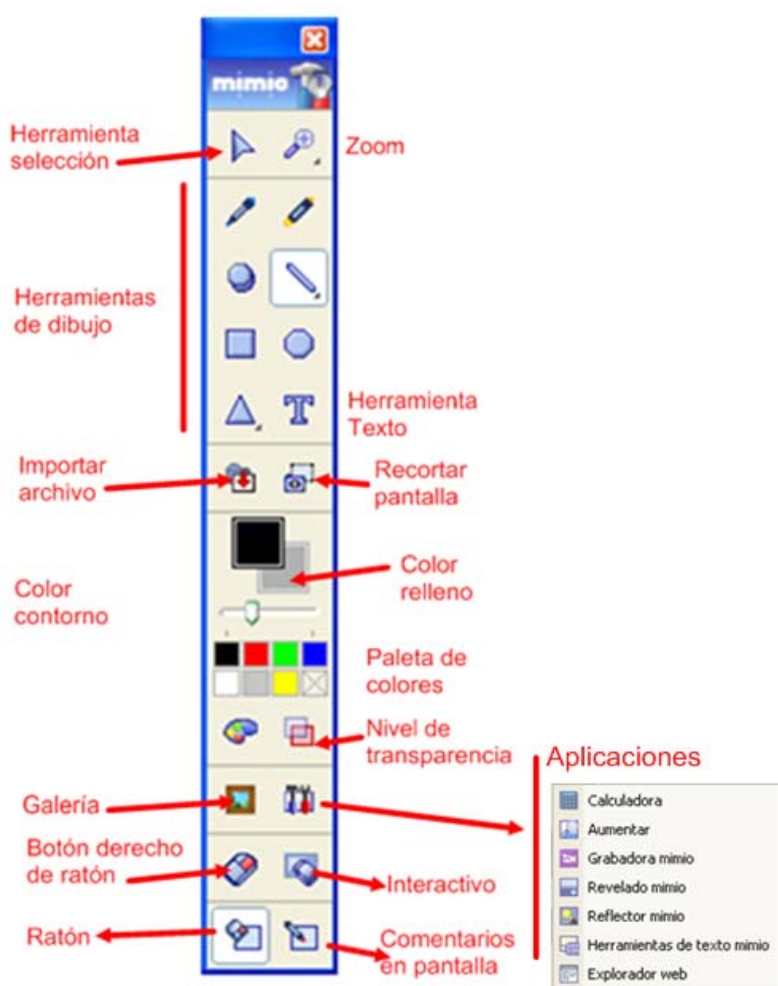 mimio
Herramienta
selección
Zoom
Herramientas
de dibujo
T
Herramienta
Texto
Importar
archivo
Recortar
pantalla
Color
contorno
Color
relleno
Paleta de
colores
Nivel de
transparencia
Galería
Botón derecho
de ratón
Interactivo
Ratón
Comentarios
en pantalla
Aplicaciones
Calculadora
Aumentar
Grabadora mimio
Revelado mimio
Reflector mimio
Herramientas de texto mimio
Explorador web